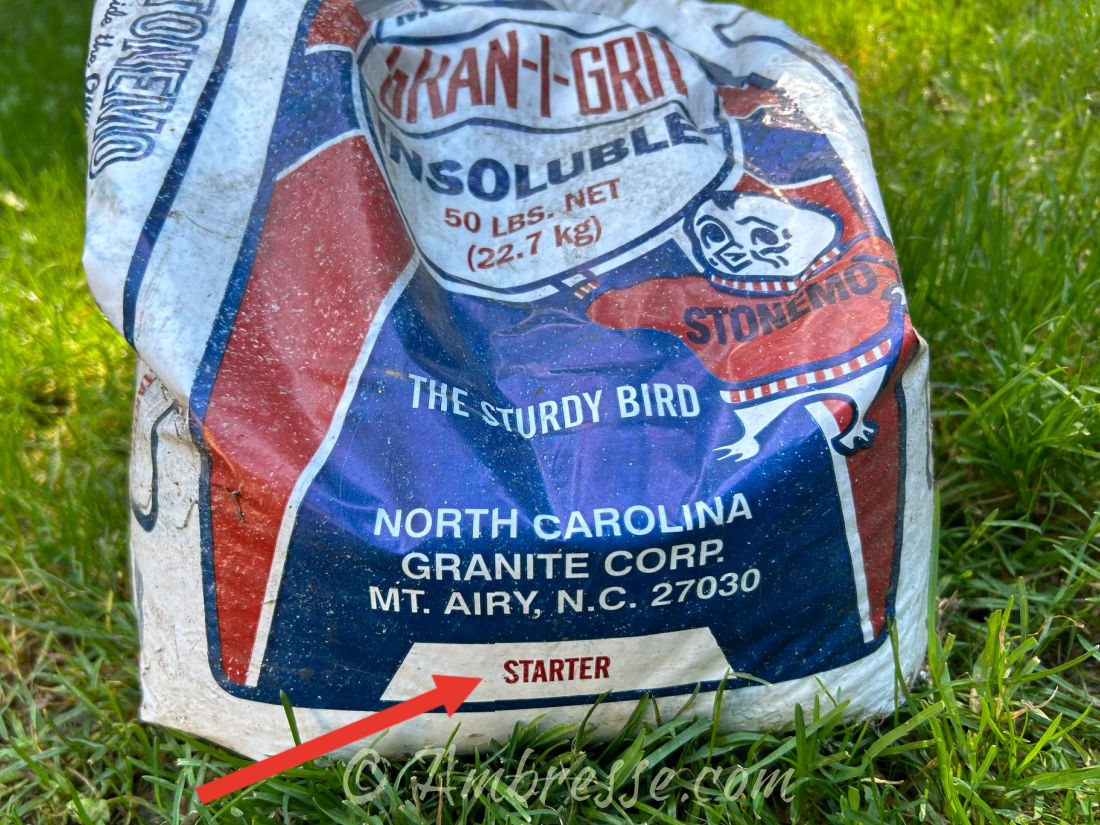 STONEMO
GRAN-I-GRIT
INSOLUBLE
50 LBS. NET
(22.7 kg)
STONEMO
THE STURDY BIRD
NORTH CAROLINA
GRANITE CORP.
MT. AIRY, N.C. 27030
STARTER
©Ambresse.com